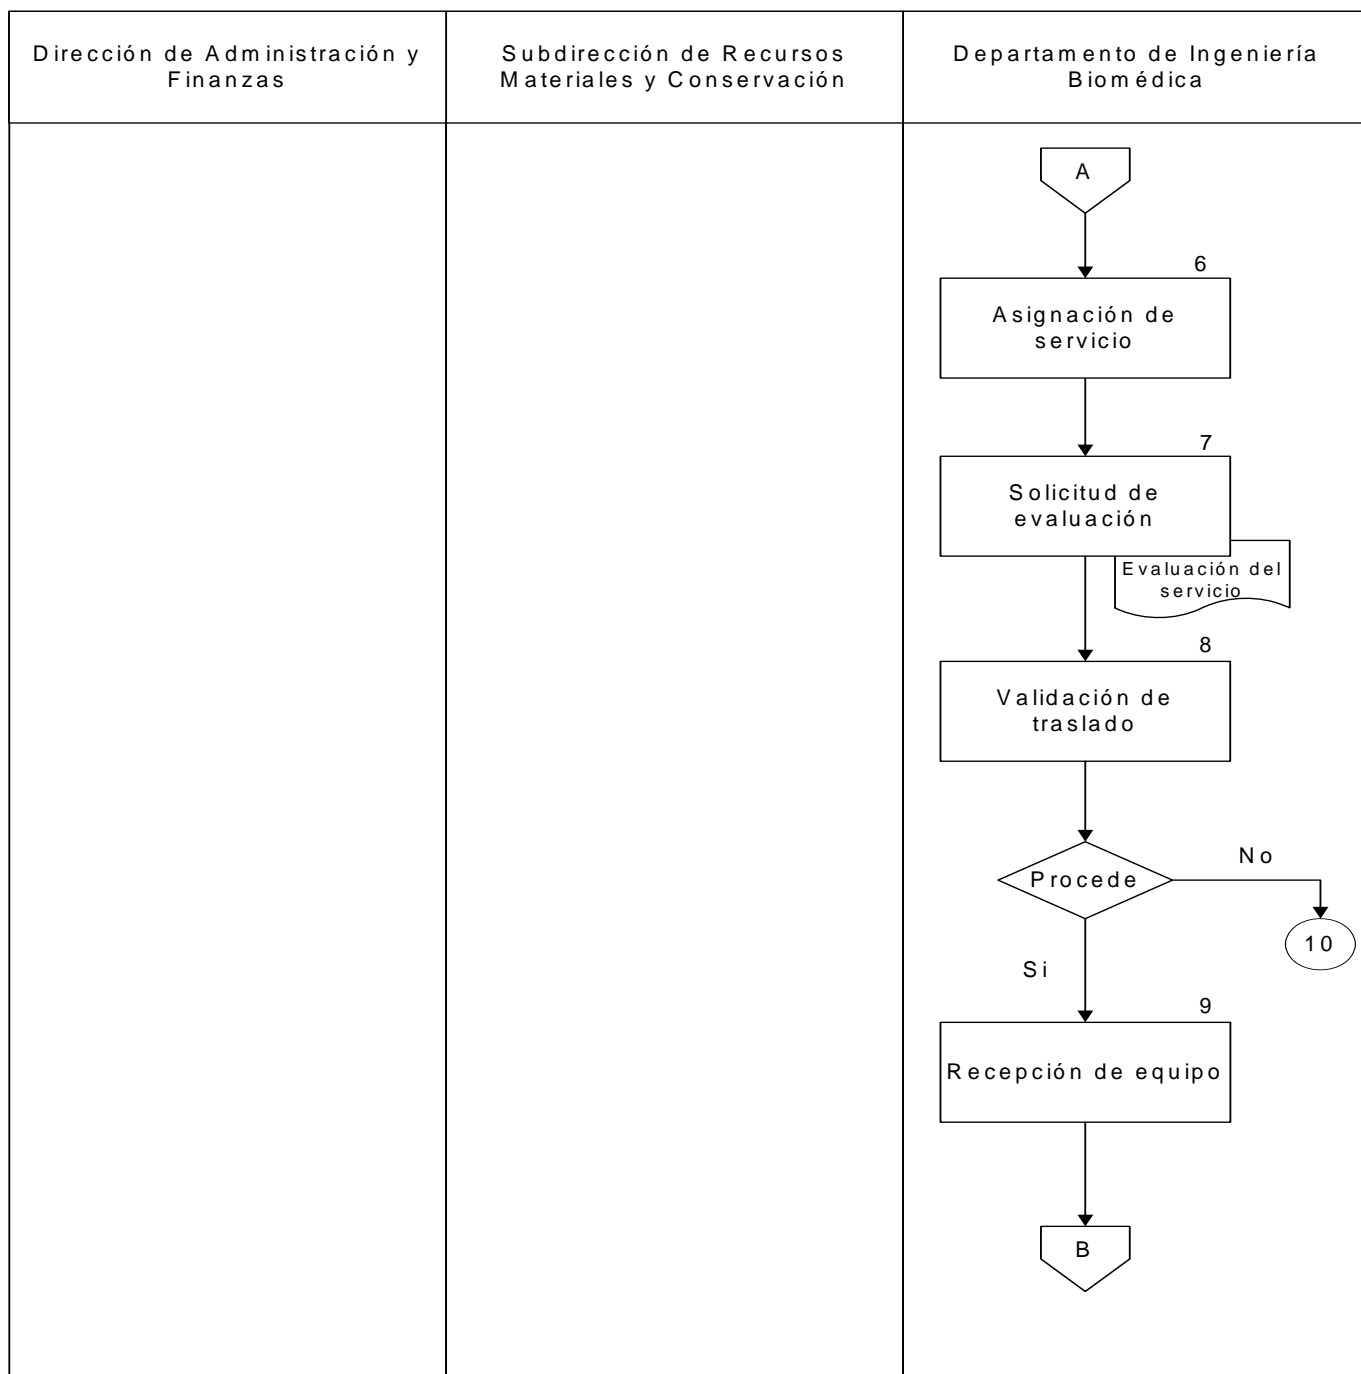 Dirección de Administración y
Finanzas
Subdirección de Recursos
Materiales y Conservación
Departamento de Ingeniería
Biomédica
A
6
Asignación de
servicio
7
Solicitud de
evaluación
Evaluación del
servicio
8
Validación de
traslado
Procede
No
10
Si
9
Recepción de equipo
B